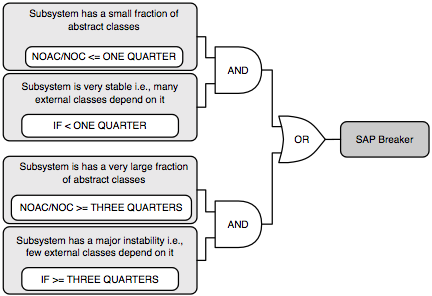 Subsystem has a small fraction of
abstract classes
NOAC/NOC <= ONE QUARTER
AND
Subsystem is very stable i.e., many
external classes depend on it
IF < ONE QUARTER
OR
SAP Breaker
Subsystem is has a very large fraction
of abstract classes
NOAC/NOC >= THREE QUARTERS
AND
Subsystem has a major instability i.e.,
few external classes depend on it
IF >= THREE QUARTERS